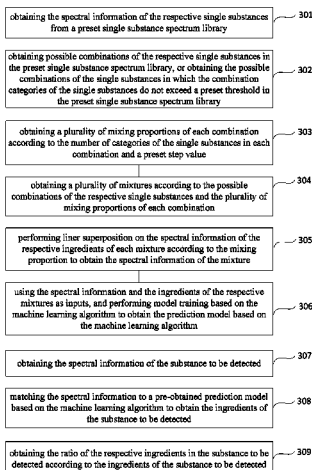 obtaining the spectral information of the respective single substances
from a preset single substance spectrum library
301
obtaining possible combinations of the respective single substances in
the preset single substance spectrum library, or obtaining the possible
combinations of the single substances in which the combination
categories of the single substances do not exceed a preset threshold in
the preset single substance spectrum library
302
obtaining a plurality of mixing proportions of each combination
according to the number of categories of the single substances in each
combination and a preset step value
303
obtaining a plurality of mixtures according to the possible
combinations of the respective single substances and the plurality of
mixing proportions of each combination
304
performing liner superposition on the spectral information of the
respective ingredients of each mixture according to the mixing
proportion to obtain the spectral information of the mixture
305
using the spectral information and the ingredients of the respective
mixtures as inputs, and performing model training based on the
machine learning algorithm to obtain the prediction model based on
the machine learning algorithm
306
obtaining the spectral information of the substance to be detected
307
matching the spectral information to a pre-obtained prediction model
based on the machine learning algorithm to obtain the ingredients of
the substance to be detected
308
obtaining the ratio of the respective ingredients in the substance to be
detected according to the ingredients of the substance to be detected
309